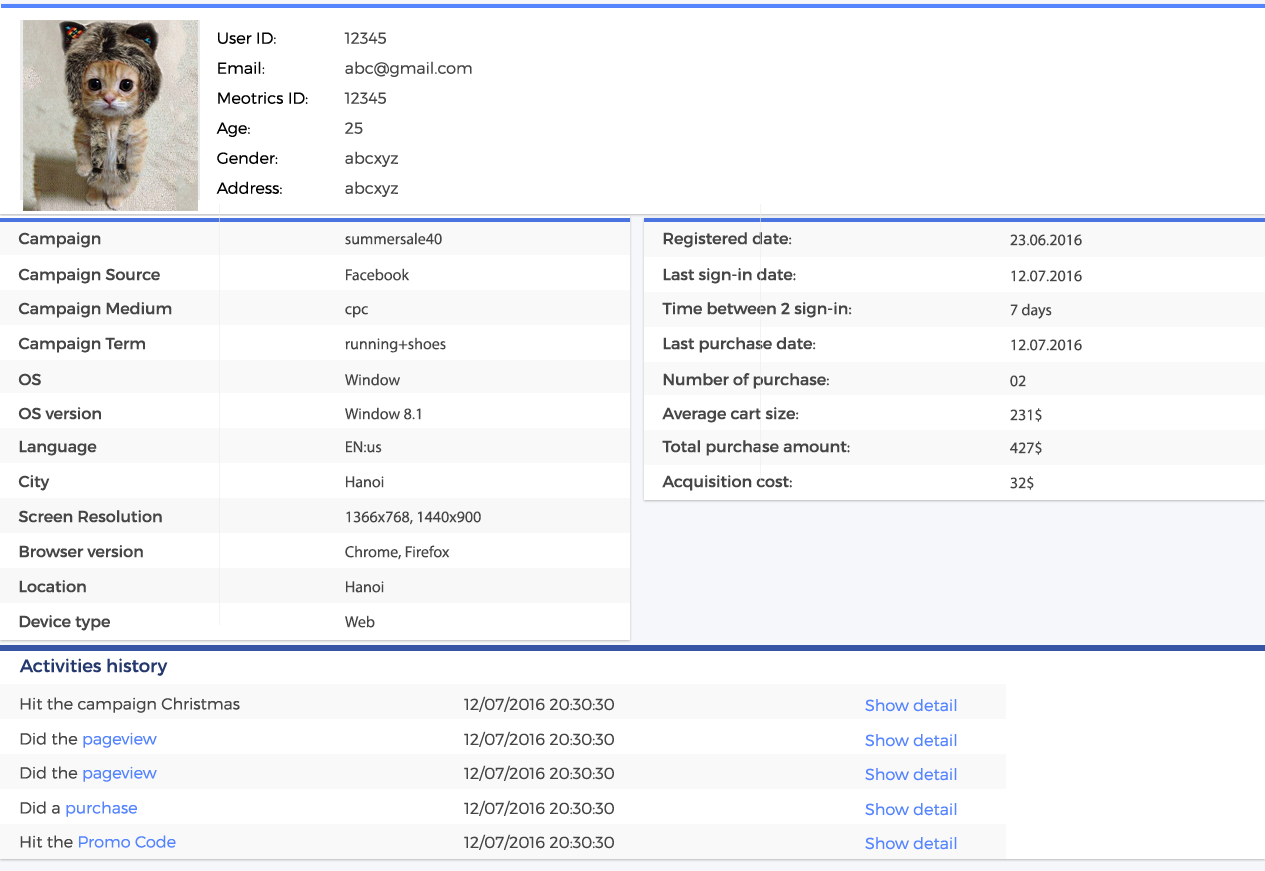 User ID: 12345
Email: abc@gmail.com
Meotrics ID: 12345
Age: 25
Gender: abcxyz
Address: abcxyz
Campaign summersale40
Campaign Source Facebook
Campaign Medium cpc
Campaign Term running+shoes
OS Window
OS version Window 8.1
Language EN:us
City Hanoi
Screen Resolution 1366x768, 1440x900
Browser version Chrome, Firefox
Location Hanoi
Device type Web
Registered date: 23.06.2016
Last sign-in date: 12.07.2016
Time between 2 sign-in: 7 days
Last purchase date: 12.07.2016
Number of purchase: 02
Average cart size: 231$
Total purchase amount: 427$
Acquisition cost: 32$
Activities history
Hit the campaign Christmas 12/07/2016 20:30:30 Show detail
Did the pageview 12/07/2016 20:30:30 Show detail
Did the pageview 12/07/2016 20:30:30 Show detail
Did a purchase 12/07/2016 20:30:30 Show detail
Hit the Promo Code 12/07/2016 20:30:30 Show detail